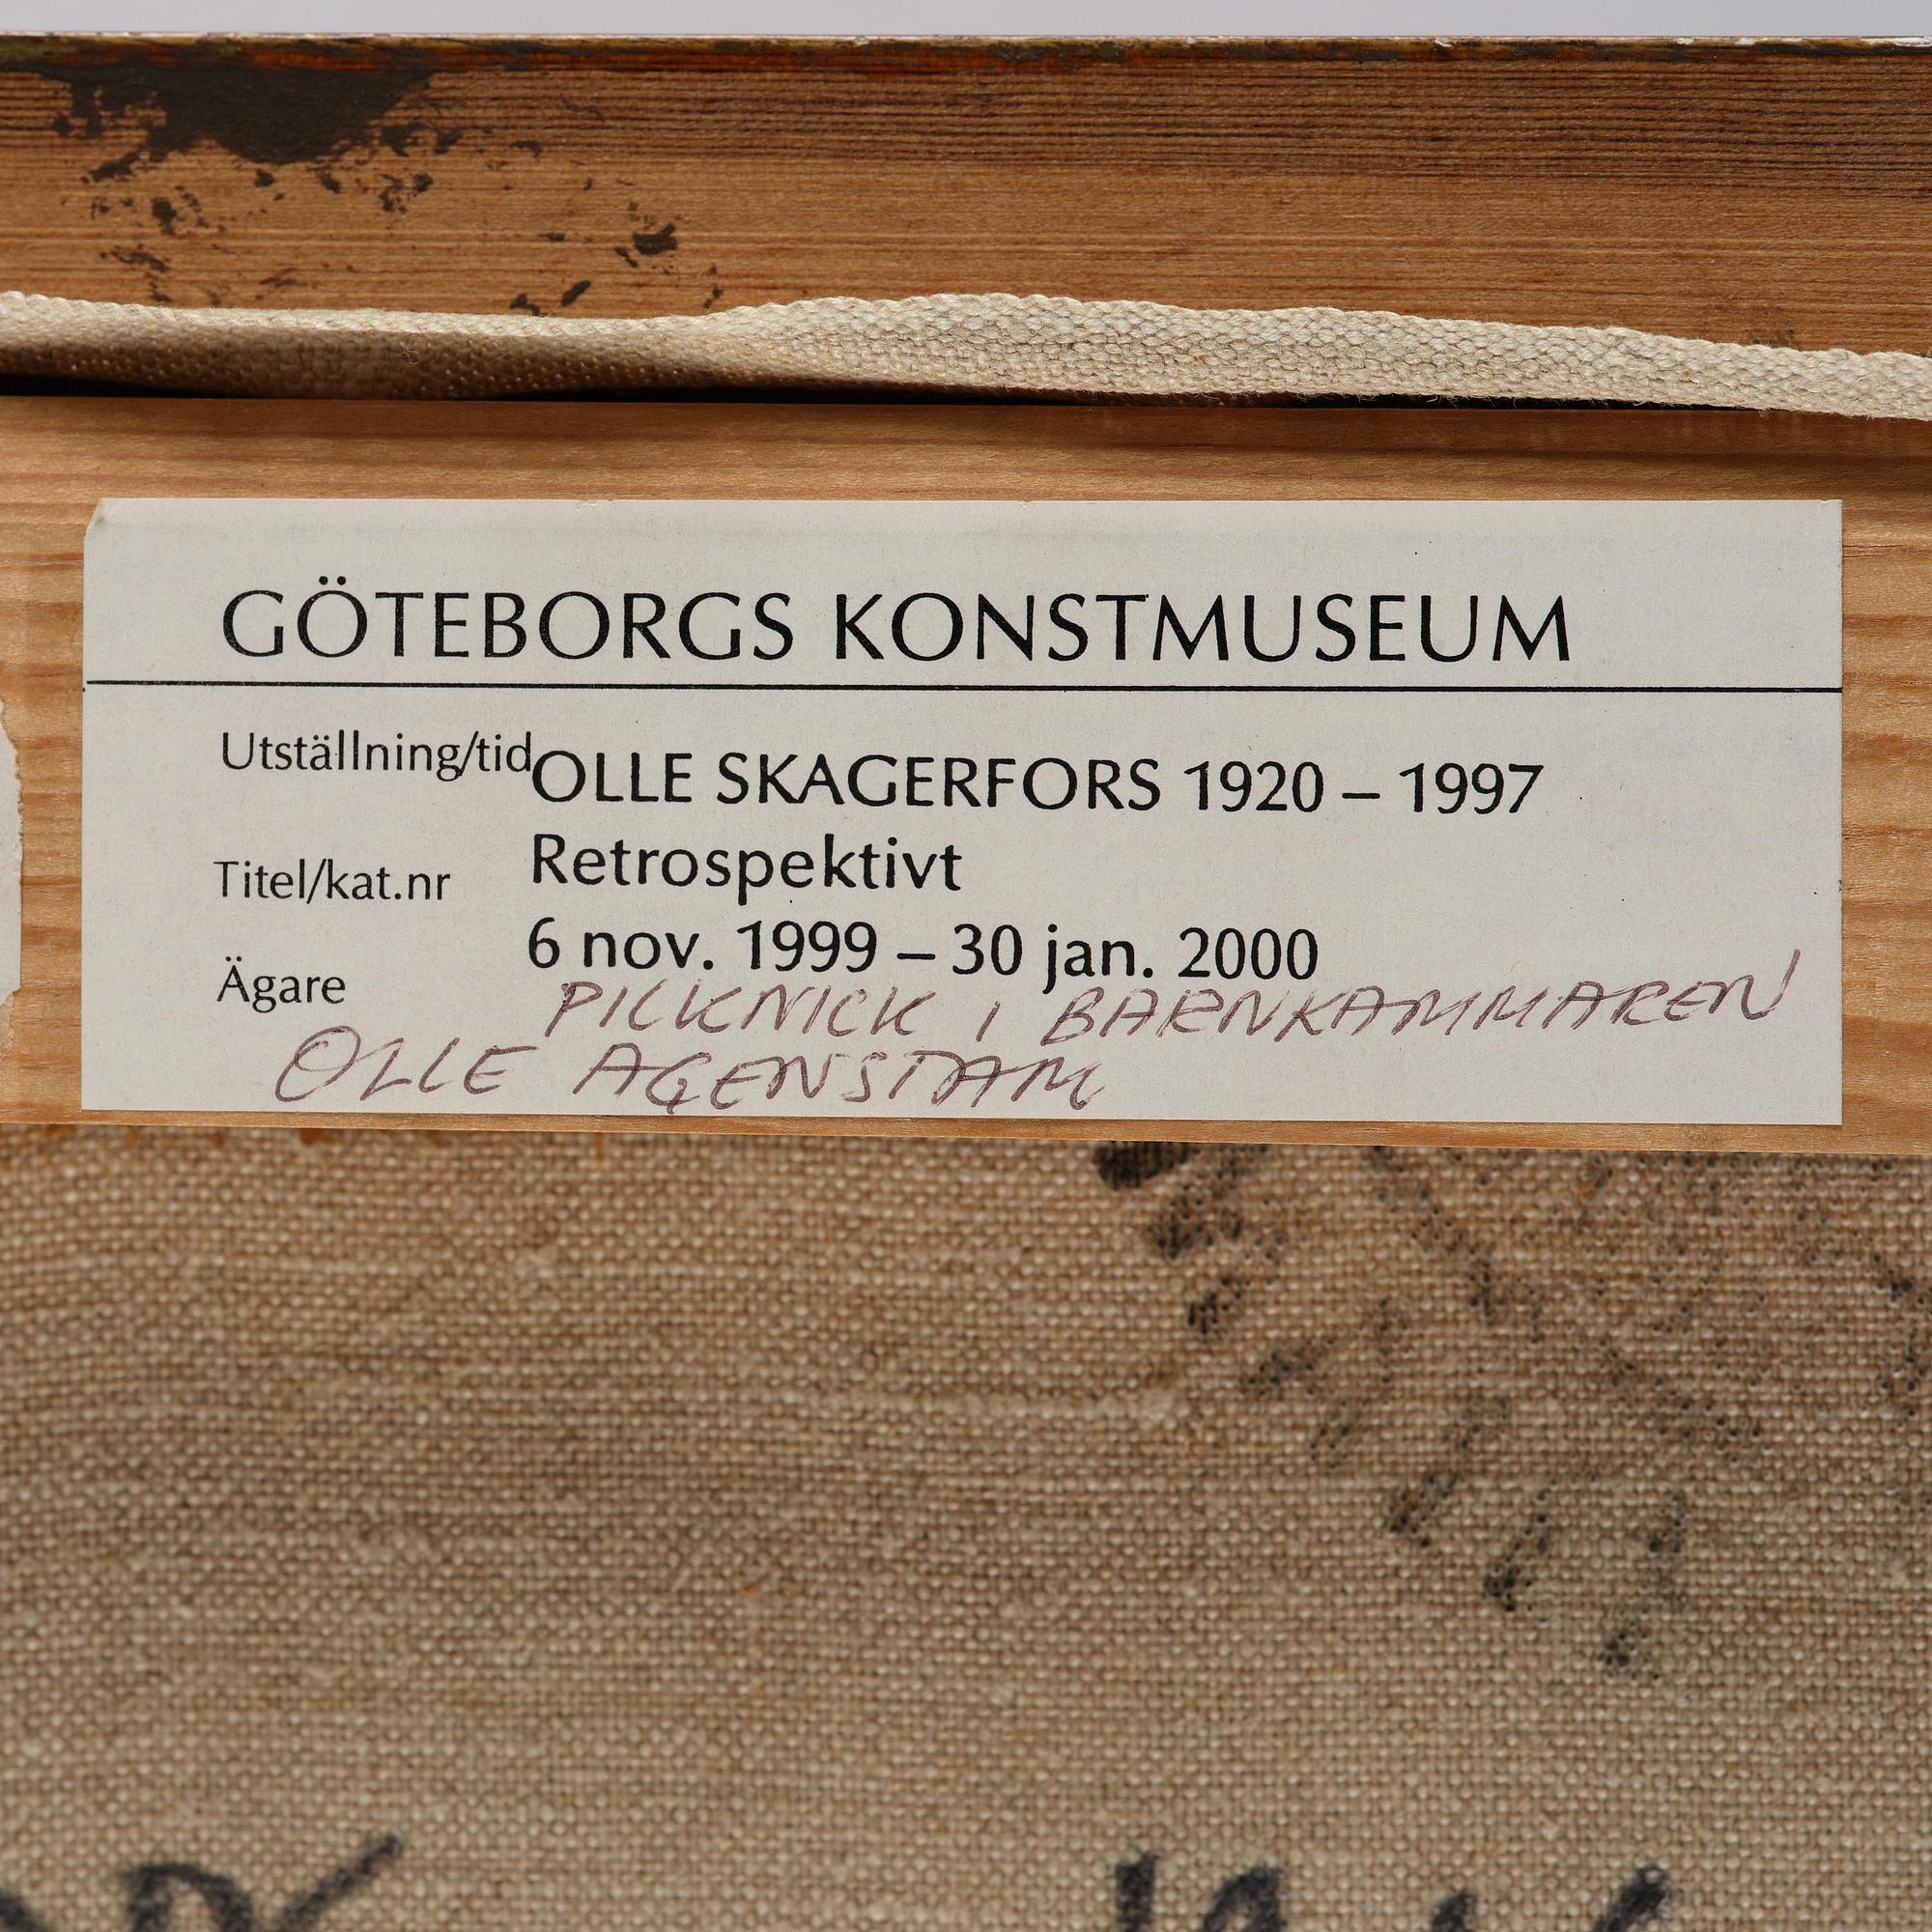 GÖTEBORGS KONSTMUSEUM
Utställning/tid OLLE SKAGERFORS 1920 – 1997
Retrospektivt
Titel/kat.nr
6 nov. 1999 – 30 jan. 2000
Ägare
PICKNICK I BARNKAMMAREN
OLLE AGENSTAM